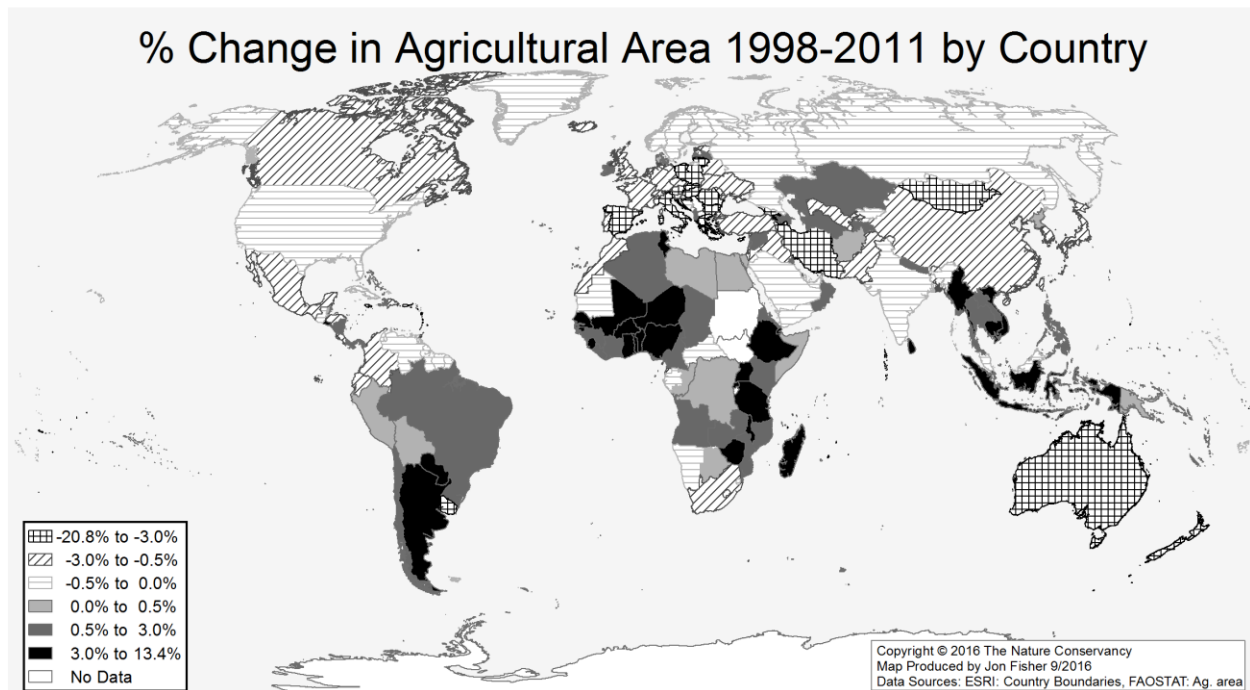 % Change in Agricultural Area 1998-2011 by Country
-20.8% to -3.0%
-3.0% to -0.5%
-0.5% to 0.0%
0.0% to 0.5%
0.5% to 3.0%
3.0% to 13.4%
No Data
Copyright © 2016 The Nature Conservancy
Map Produced by Jon Fisher 9/2016
Data Sources: ESRI: Country Boundaries, FAOSTAT: Ag. area